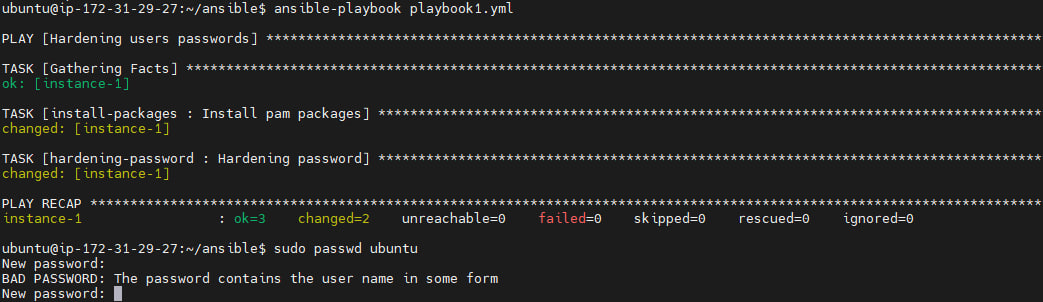 ubuntu@ip-172-31-29-27:~/ansible$ ansible-playbook playbook1.yml
PLAY [Hardening users passwords] *************************************************************************************************
TASK [Gathering Facts] ***********************************************************************************************************
ok: [instance-1]
TASK [install-packages : Install pam packages] ***********************************************************************************
changed: [instance-1]
TASK [hardening-password : Hardening password] ***********************************************************************************
changed: [instance-1]
PLAY RECAP ***********************************************************************************************************************
instance-1                 : ok=3    changed=2    unreachable=0    failed=0    skipped=0    rescued=0    ignored=0
ubuntu@ip-172-31-29-27:~/ansible$ sudo passwd ubuntu
New password:
BAD PASSWORD: The password contains the user name in some form
New password: